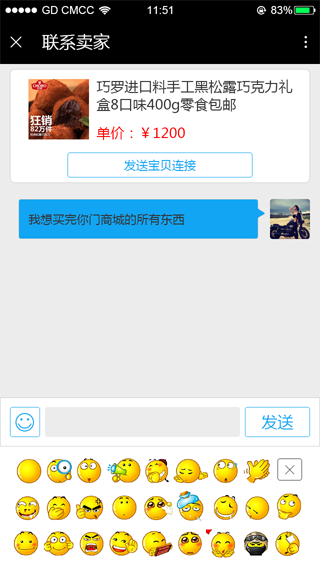 GD CMCC 11:51 83%
联系卖家
巧罗进口料手工黑松露巧克力礼
盒8口味400g零食包邮
狂销
82万件
单价：￥1200
发送宝贝连接
我想买完你门商城的所有东西
发送